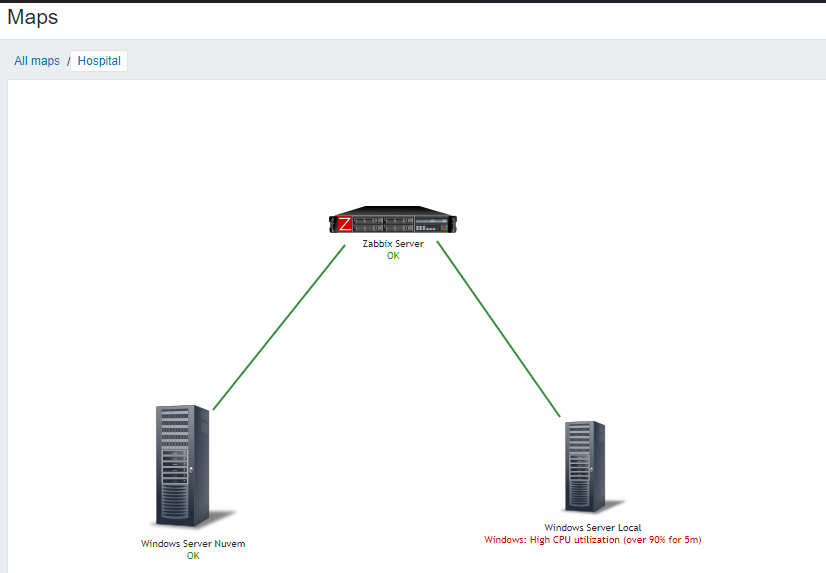 Maps
All maps / Hospital
Z
Zabbix Server
OK
Windows Server Nuvem
OK
Windows Server Local
Windows: High CPU utilization (over 90% for 5m)